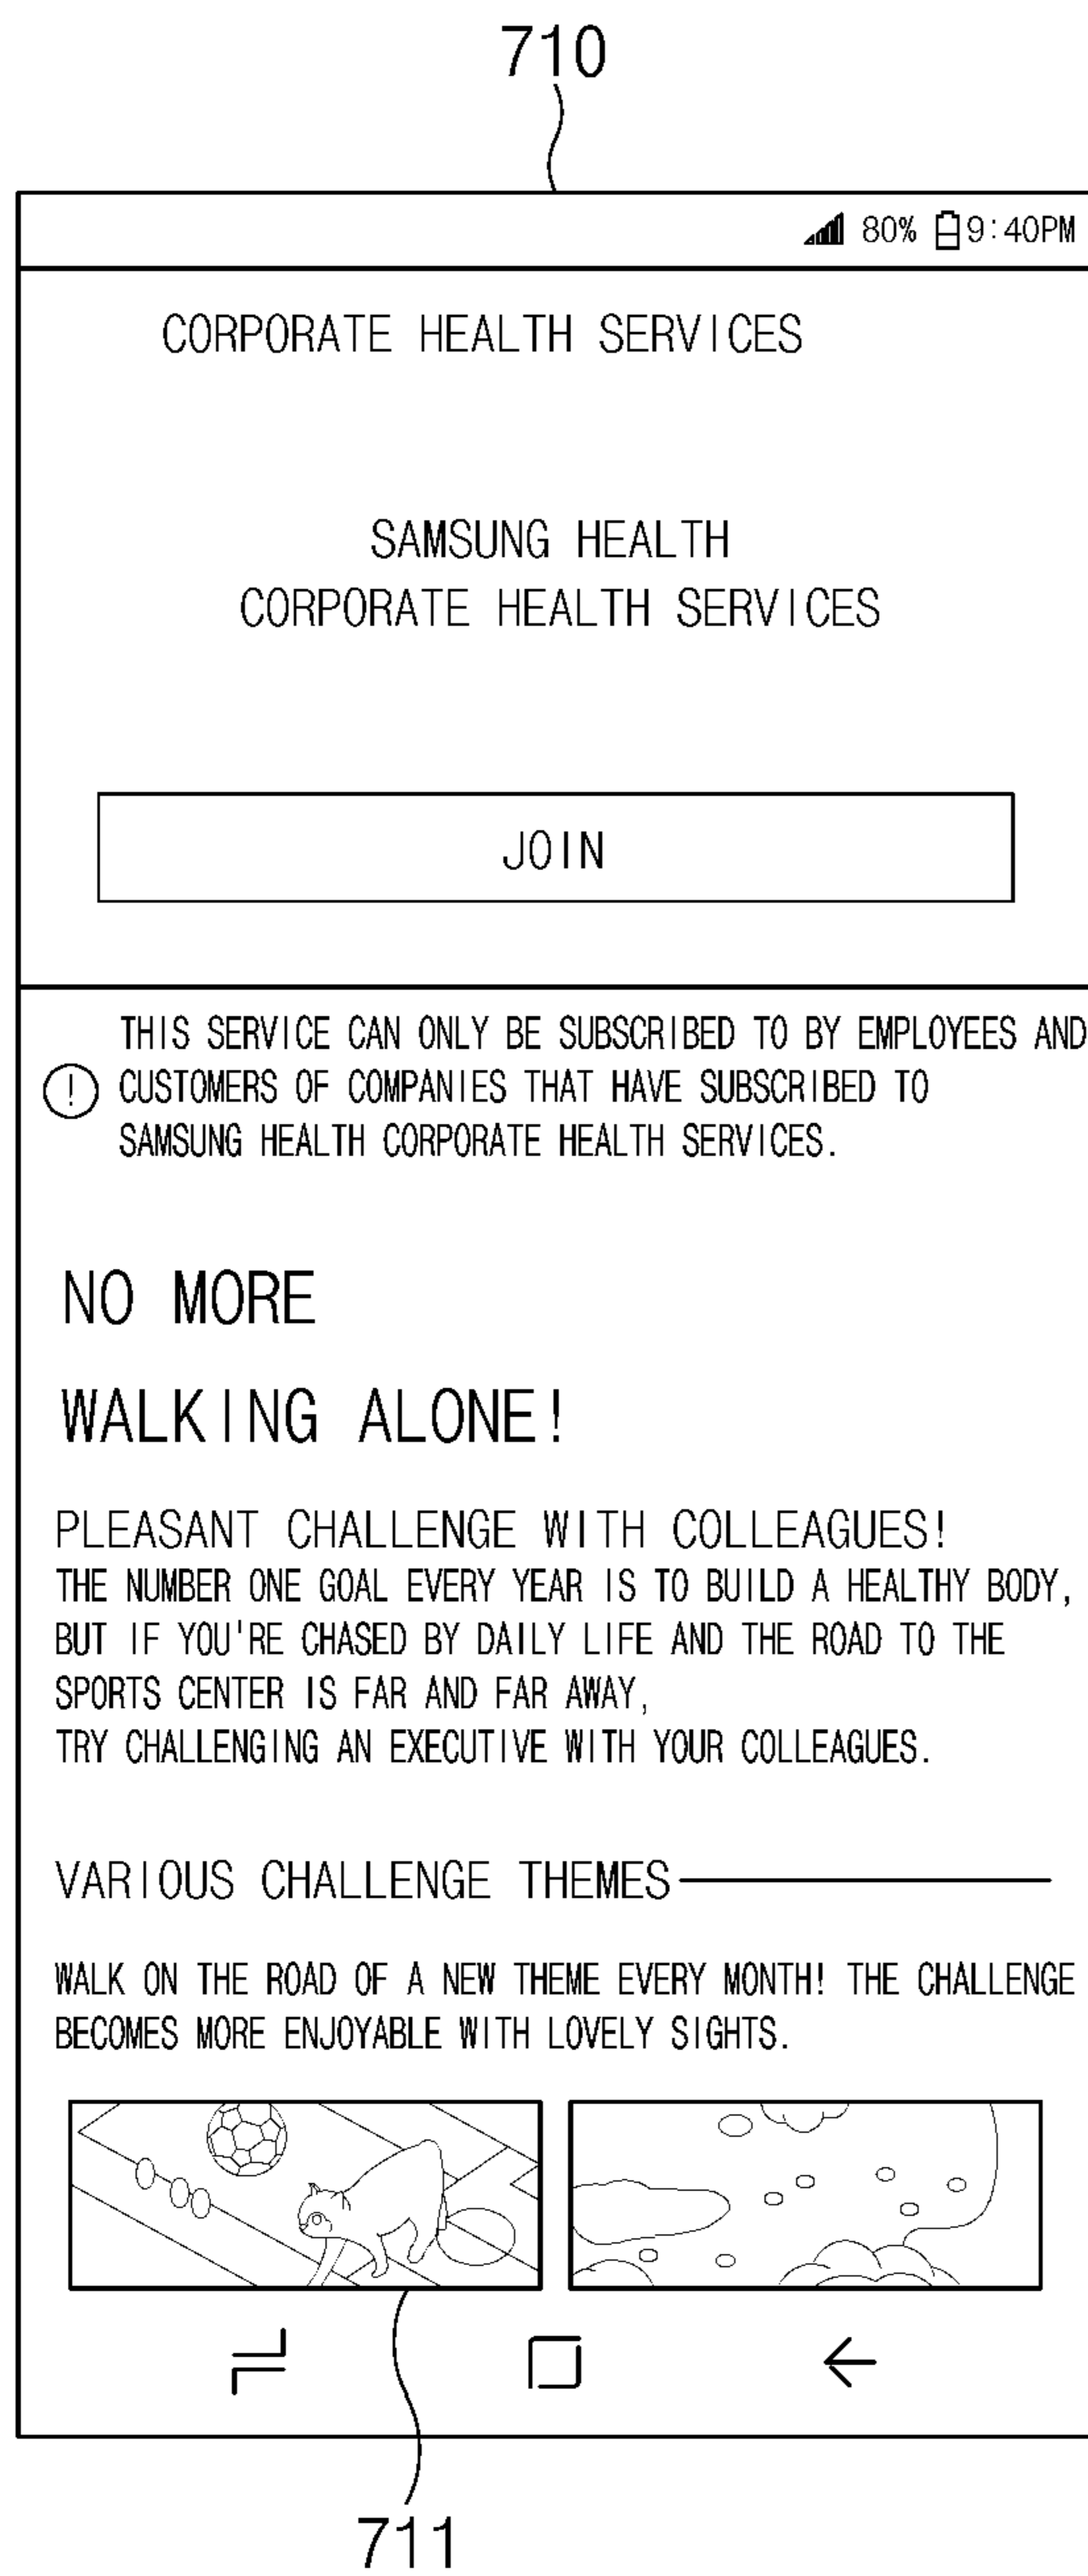 710
80% 9:40PM
CORPORATE HEALTH SERVICES
SAMSUNG HEALTH
CORPORATE HEALTH SERVICES
JOIN
THIS SERVICE CAN ONLY BE SUBSCRIBED TO BY EMPLOYEES AND
CUSTOMERS OF COMPANIES THAT HAVE SUBSCRIBED TO
SAMSUNG HEALTH CORPORATE HEALTH SERVICES.
NO MORE
WALKING ALONE!
PLEASANT CHALLENGE WITH COLLEAGUES!
THE NUMBER ONE GOAL EVERY YEAR IS TO BUILD A HEALTHY BODY,
BUT IF YOU'RE CHASED BY DAILY LIFE AND THE ROAD TO THE
SPORTS CENTER IS FAR AND FAR AWAY,
TRY CHALLENGING AN EXECUTIVE WITH YOUR COLLEAGUES.
VARIOUS CHALLENGE THEMES
WALK ON THE ROAD OF A NEW THEME EVERY MONTH! THE CHALLENGE
BECOMES MORE ENJOYABLE WITH LOVELY SIGHTS.
711